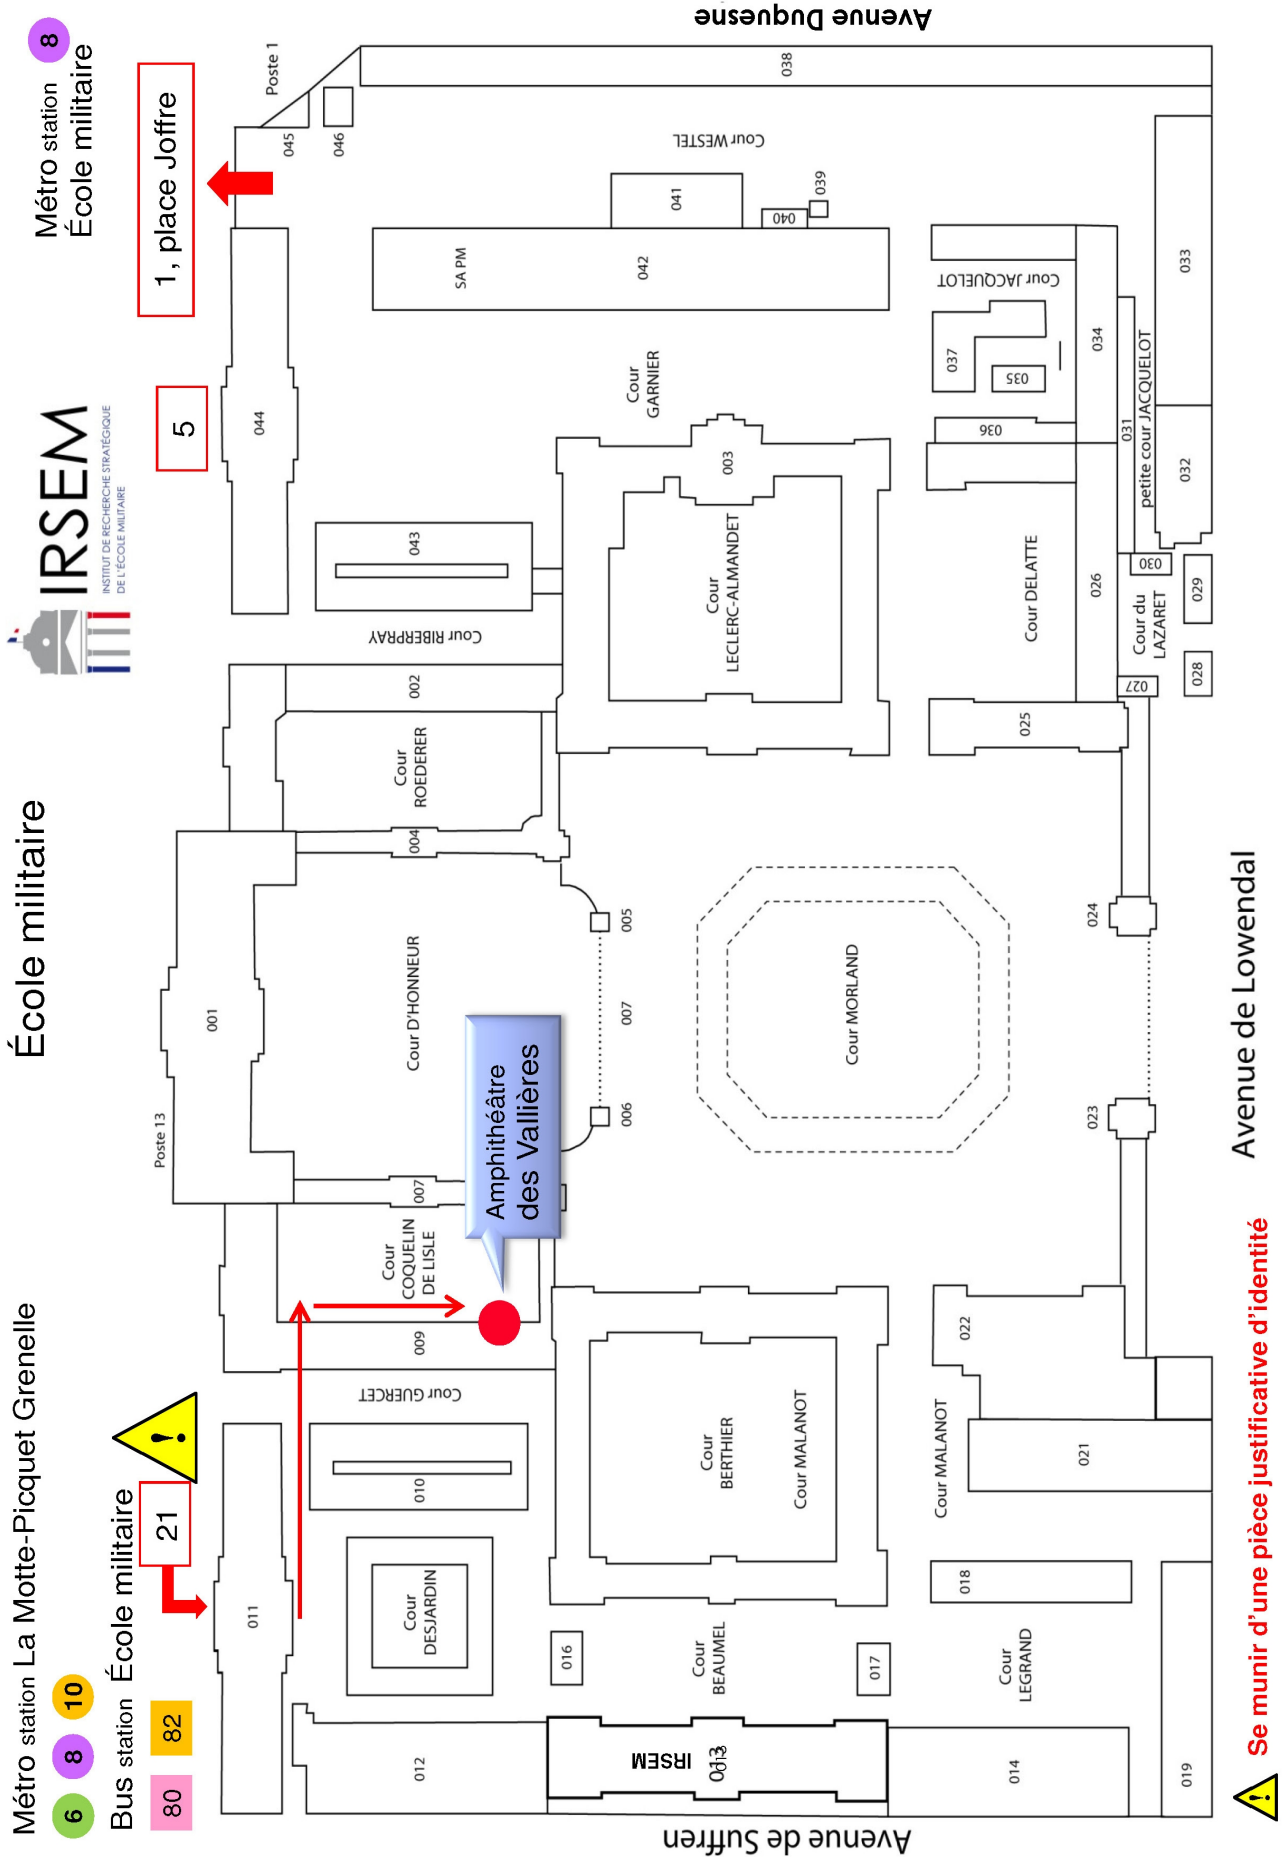 École militaire
Métro station La Motte-Picquet Grenelle
6 8 10
Bus station École militaire
80 82
21
!
IRSEM
INSTITUT DE RECHERCHE STRATÉGIQUE
DE L'ÉCOLE MILITAIRE
5
Métro station 8
École militaire
1, place Joffre
Poste 1
Poste 13
Avenue de Suffren
Avenue Duquesne
Avenue de Lowendal
011
001
044
045
046
038
012
Cour
DESJARDIN
010
Cour GUERCET
009
Cour
COQUELIN
DE LISLE
007
Cour D'HONNEUR
004
Cour
ROEDERER
002
Cour RIBERPRAY
043
SA PM
Amphithéâtre
des Vallières
006
007
005
016
IRSEM
013
013
Cour
BEAUMEL
017
Cour
BERTHIER
Cour MALANOT
Cour MORLAND
Cour
LECLERC-ALMANDET
003
Cour
GARNIER
042
041
040
039
Cour WESTEL
014
Cour
LEGRAND
018
Cour MALANOT
022
021
019
023
024
025
Cour DELATTE
026
036
037
035
Cour JACQUELOT
034
031
petite cour JACQUELOT
027
Cour du
LAZARET
030
028
029
032
033
! Se munir d'une pièce justificative d'identité